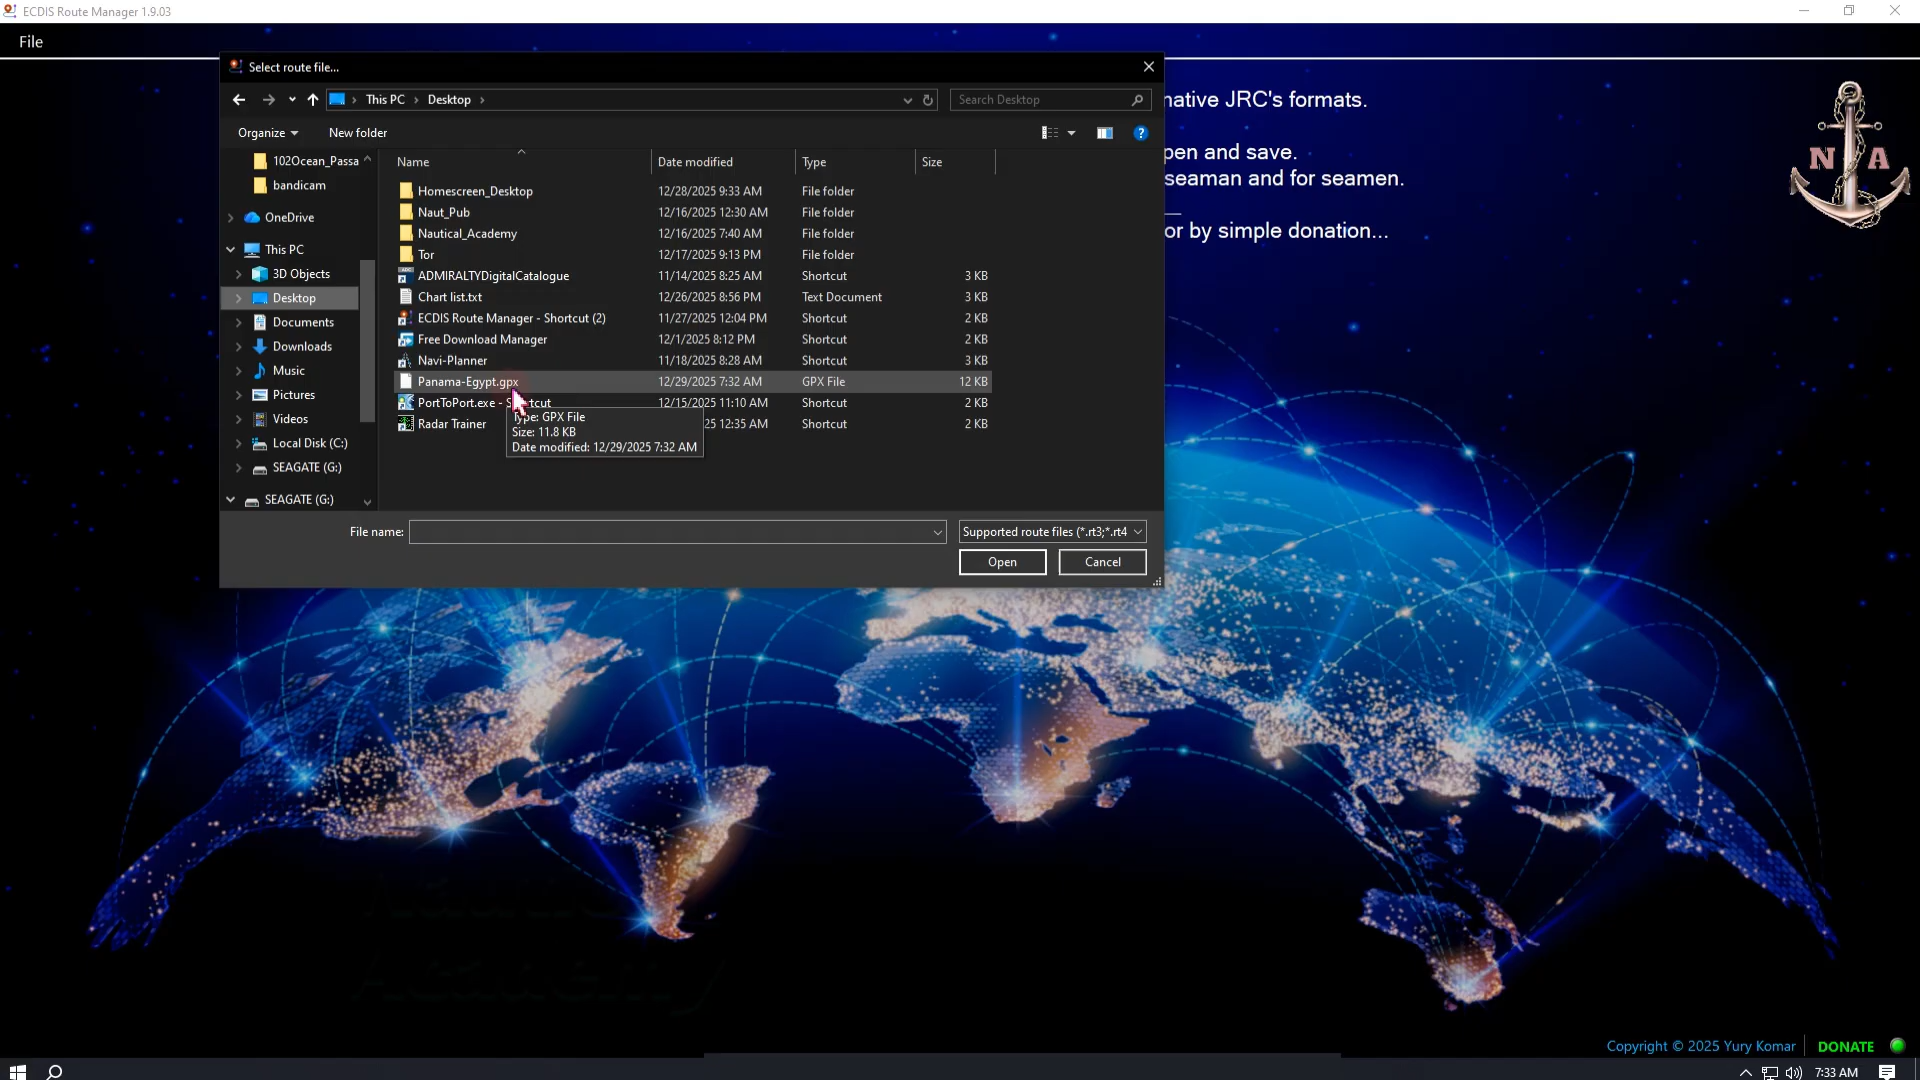 ECDIS Route Manager 1.9.03
File
Select route file...
This PC
Desktop
Search Desktop
Organize
New folder
?
Name
Date modified
Type
Size
102Ocean_Passa
bandicam
OneDrive
This PC
3D Objects
Desktop
Documents
Downloads
Music
Pictures
Videos
Local Disk (C:)
SEAGATE (G:)
SEAGATE (G:)
Homescreen_Desktop 12/28/2025 9:33 AM File folder
Naut_Pub 12/16/2025 12:30 AM File folder
Nautical_Academy 12/16/2025 7:40 AM File folder
Tor 12/17/2025 9:13 PM File folder
ADMIRALTYDigitalCatalogue 11/14/2025 8:25 AM Shortcut 3 KB
Chart list.txt 12/26/2025 8:56 PM Text Document 3 KB
ECDIS Route Manager - Shortcut (2) 11/27/2025 12:04 PM Shortcut 2 KB
Free Download Manager 12/1/2025 8:12 PM Shortcut 2 KB
Navi-Planner 11/18/2025 8:28 AM Shortcut 3 KB
Panama-Egypt.gpx 12/29/2025 7:32 AM GPX File 12 KB
PortToPort.exe - Shortcut 12/15/2025 11:10 AM Shortcut 2 KB
Radar Trainer 25 12:35 AM Shortcut 2 KB
Type: GPX File
Size: 11.8 KB
Date modified: 12/29/2025 7:32 AM
File name:
Supported route files (*.rt3;*.rt4
Open
Cancel
native JRC's formats.
pen and save.
seaman and for seamen.
or by simple donation...
N A
Copyright © 2025 Yury Komar
DONATE
7:33 AM